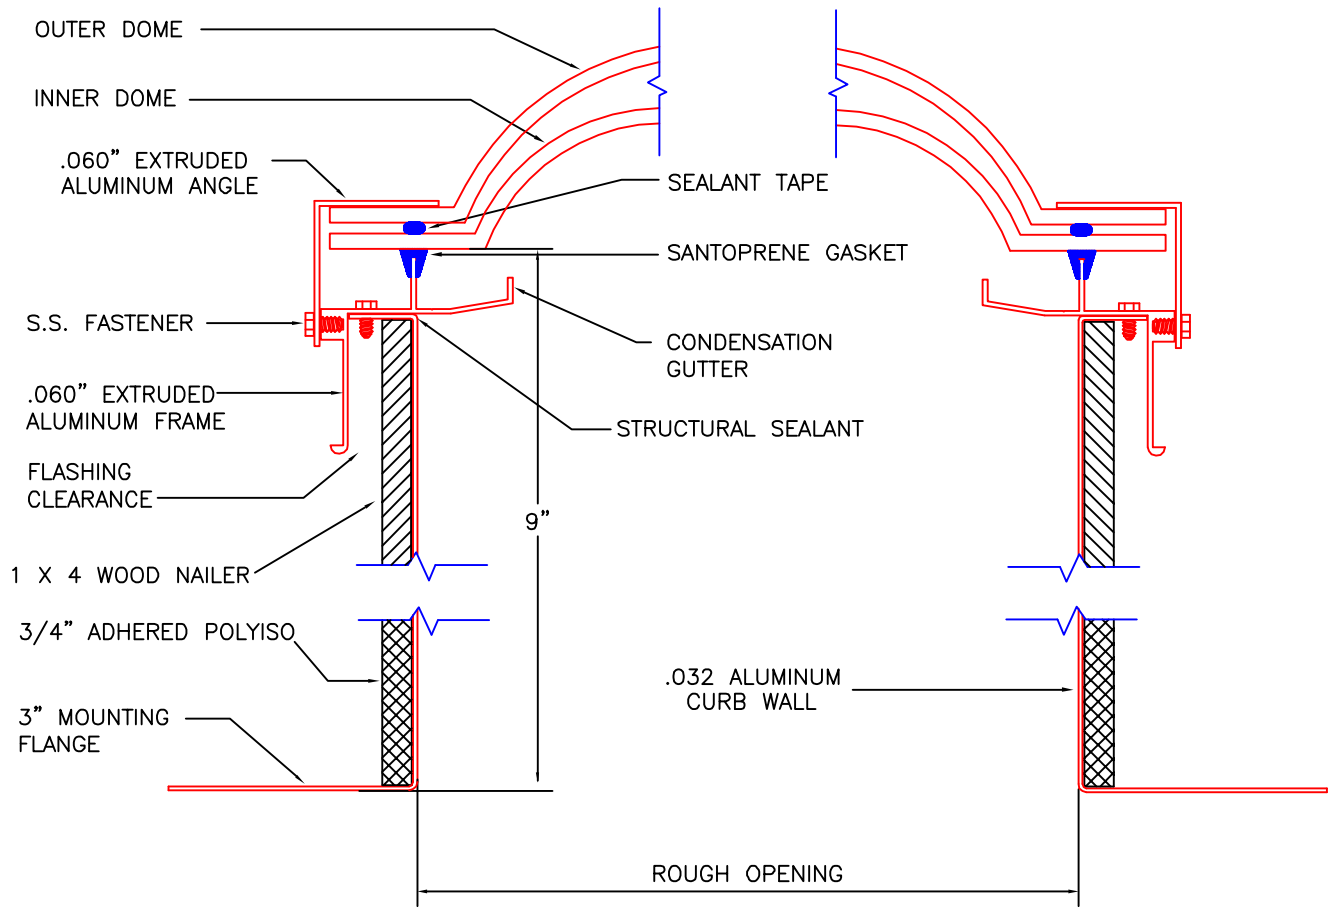 OUTER DOME
INNER DOME
.060” EXTRUDED
ALUMINUM ANGLE
S.S. FASTENER
.060” EXTRUDED
ALUMINUM FRAME
FLASHING
CLEARANCE
1 X 4 WOOD NAILER
3/4” ADHERED POLYISO
3” MOUNTING
FLANGE
SEALANT TAPE
SANTOPRENE GASKET
CONDENSATION
GUTTER
STRUCTURAL SEALANT
9”
.032 ALUMINUM
CURB WALL
ROUGH OPENING